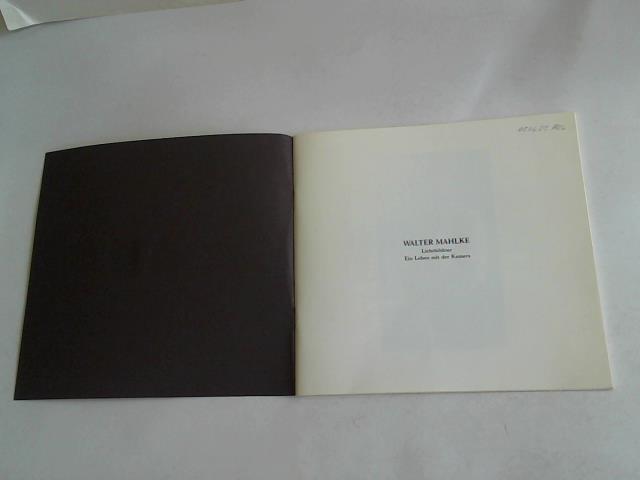 WALTER MAHLKE
Lichtbildner
Ein Leben mit der Kamera